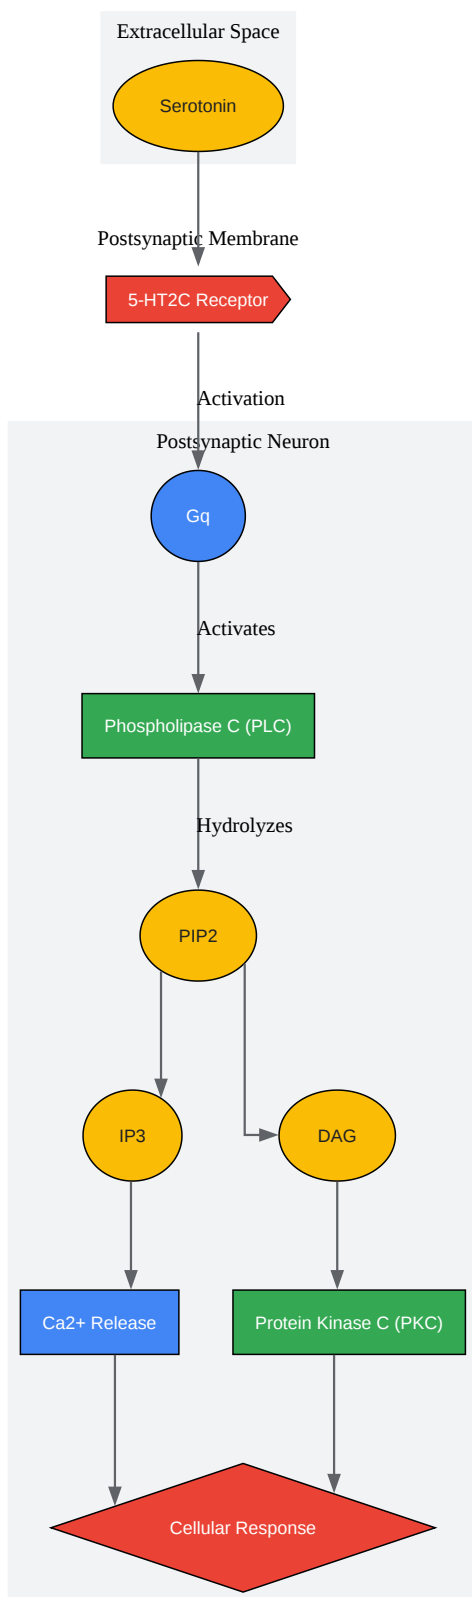 Extracellular Space
Serotonin
Postsynaptic Membrane
5-HT2C Receptor
Activation
Postsynaptic Neuron
Gq
Activates
Phospholipase C (PLC)
Hydrolyzes
PIP2
IP3
DAG
Ca2+ Release
Protein Kinase C (PKC)
Cellular Response